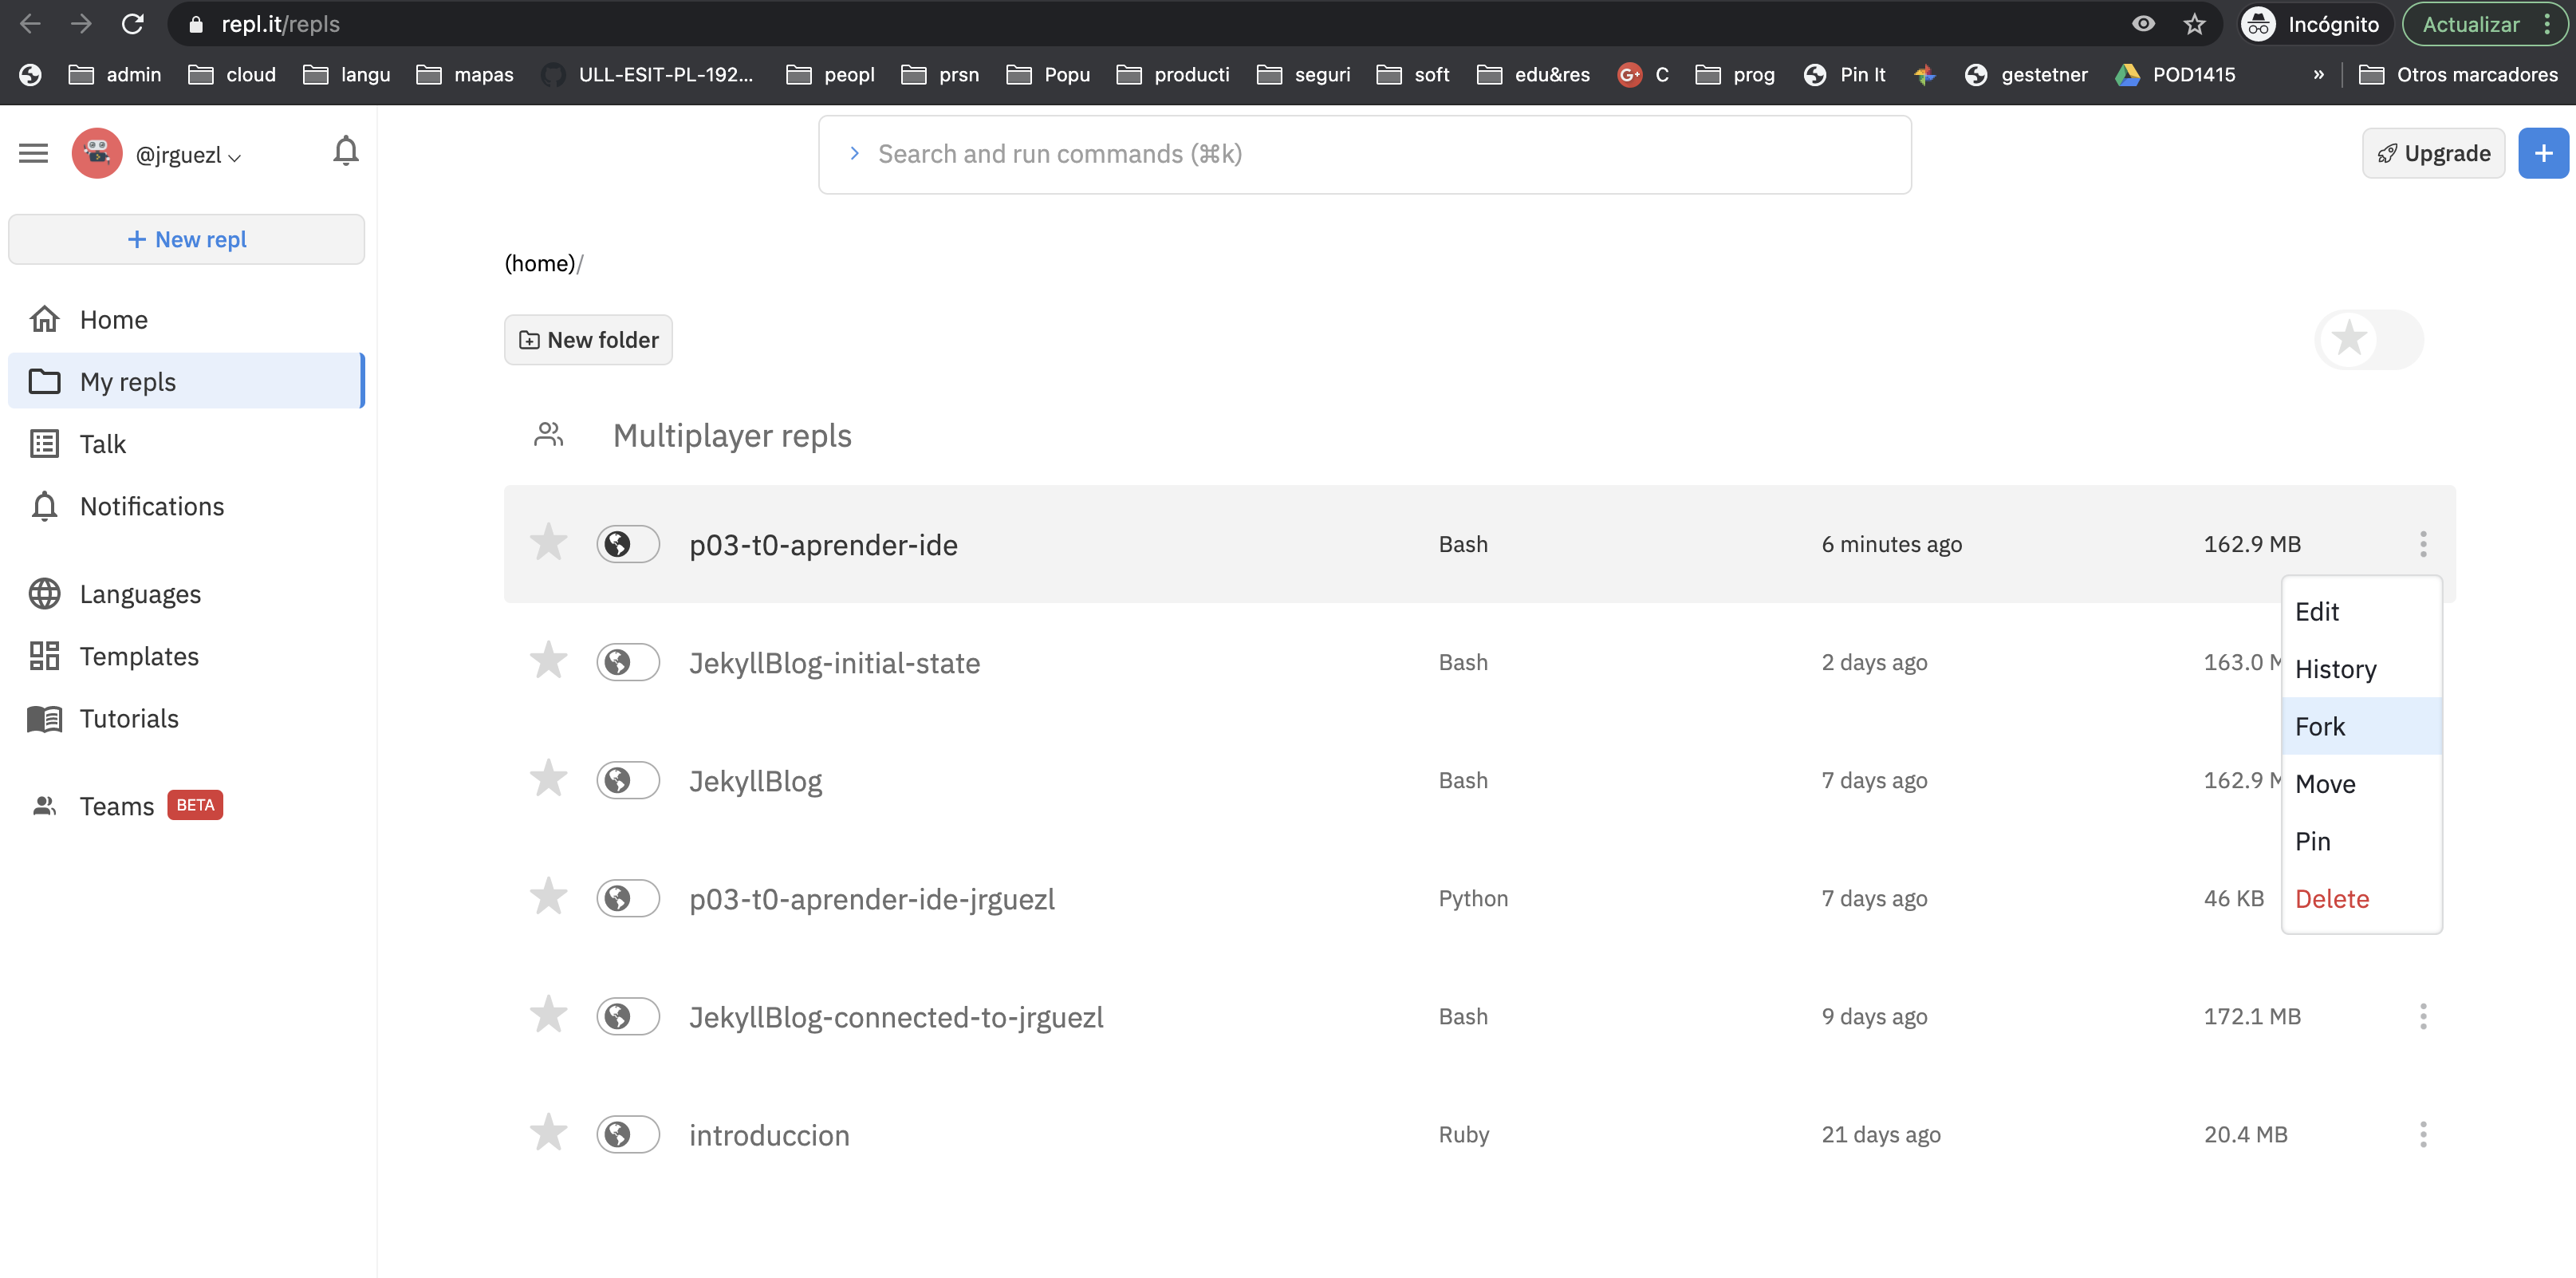 repl.it/repls Incógnito Actualizar
admin cloud langu mapas ULL-ESIT-PL-192... peopl prsn Popu producti seguri soft edu&res G+ C prog Pin It gestetner POD1415 » Otros marcadores
@jrguezl
> Search and run commands (⌘k)
Upgrade +
+ New repl
Home
My repls
Talk
Notifications
Languages
Templates
Tutorials
Teams BETA
(home)/
New folder
Multiplayer repls
p03-t0-aprender-ide Bash 6 minutes ago 162.9 MB
JekyllBlog-initial-state Bash 2 days ago 163.0 M
JekyllBlog Bash 7 days ago 162.9 M
p03-t0-aprender-ide-jrguezl Python 7 days ago 46 KB
JekyllBlog-connected-to-jrguezl Bash 9 days ago 172.1 MB
introduccion Ruby 21 days ago 20.4 MB
Edit
History
Fork
Move
Pin
Delete